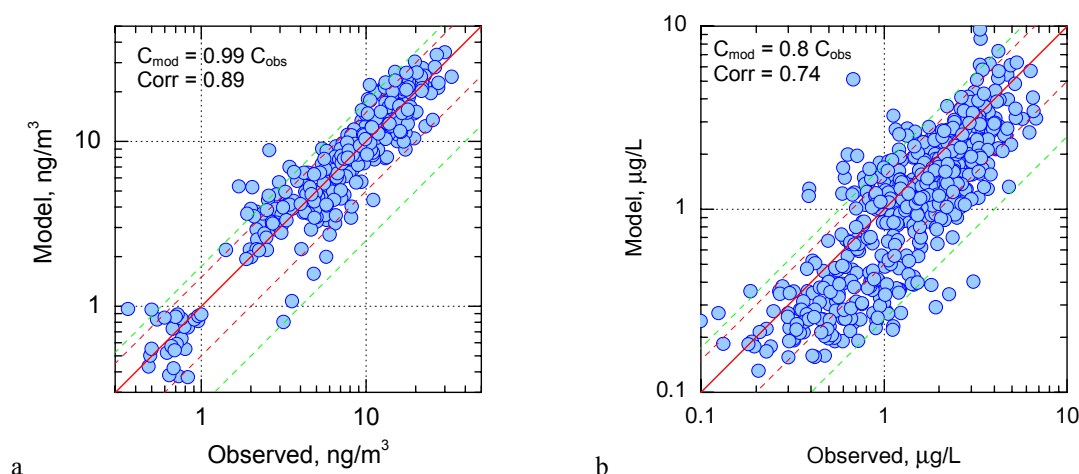 C_mod = 0.99 C_obs
Corr = 0.89
10
1
Model, ng/m³
1
10
Observed, ng/m³
a
C_mod = 0.8 C_obs
Corr = 0.74
10
1
0.1
Model, µg/L
0.1
1
10
Observed, µg/L
b